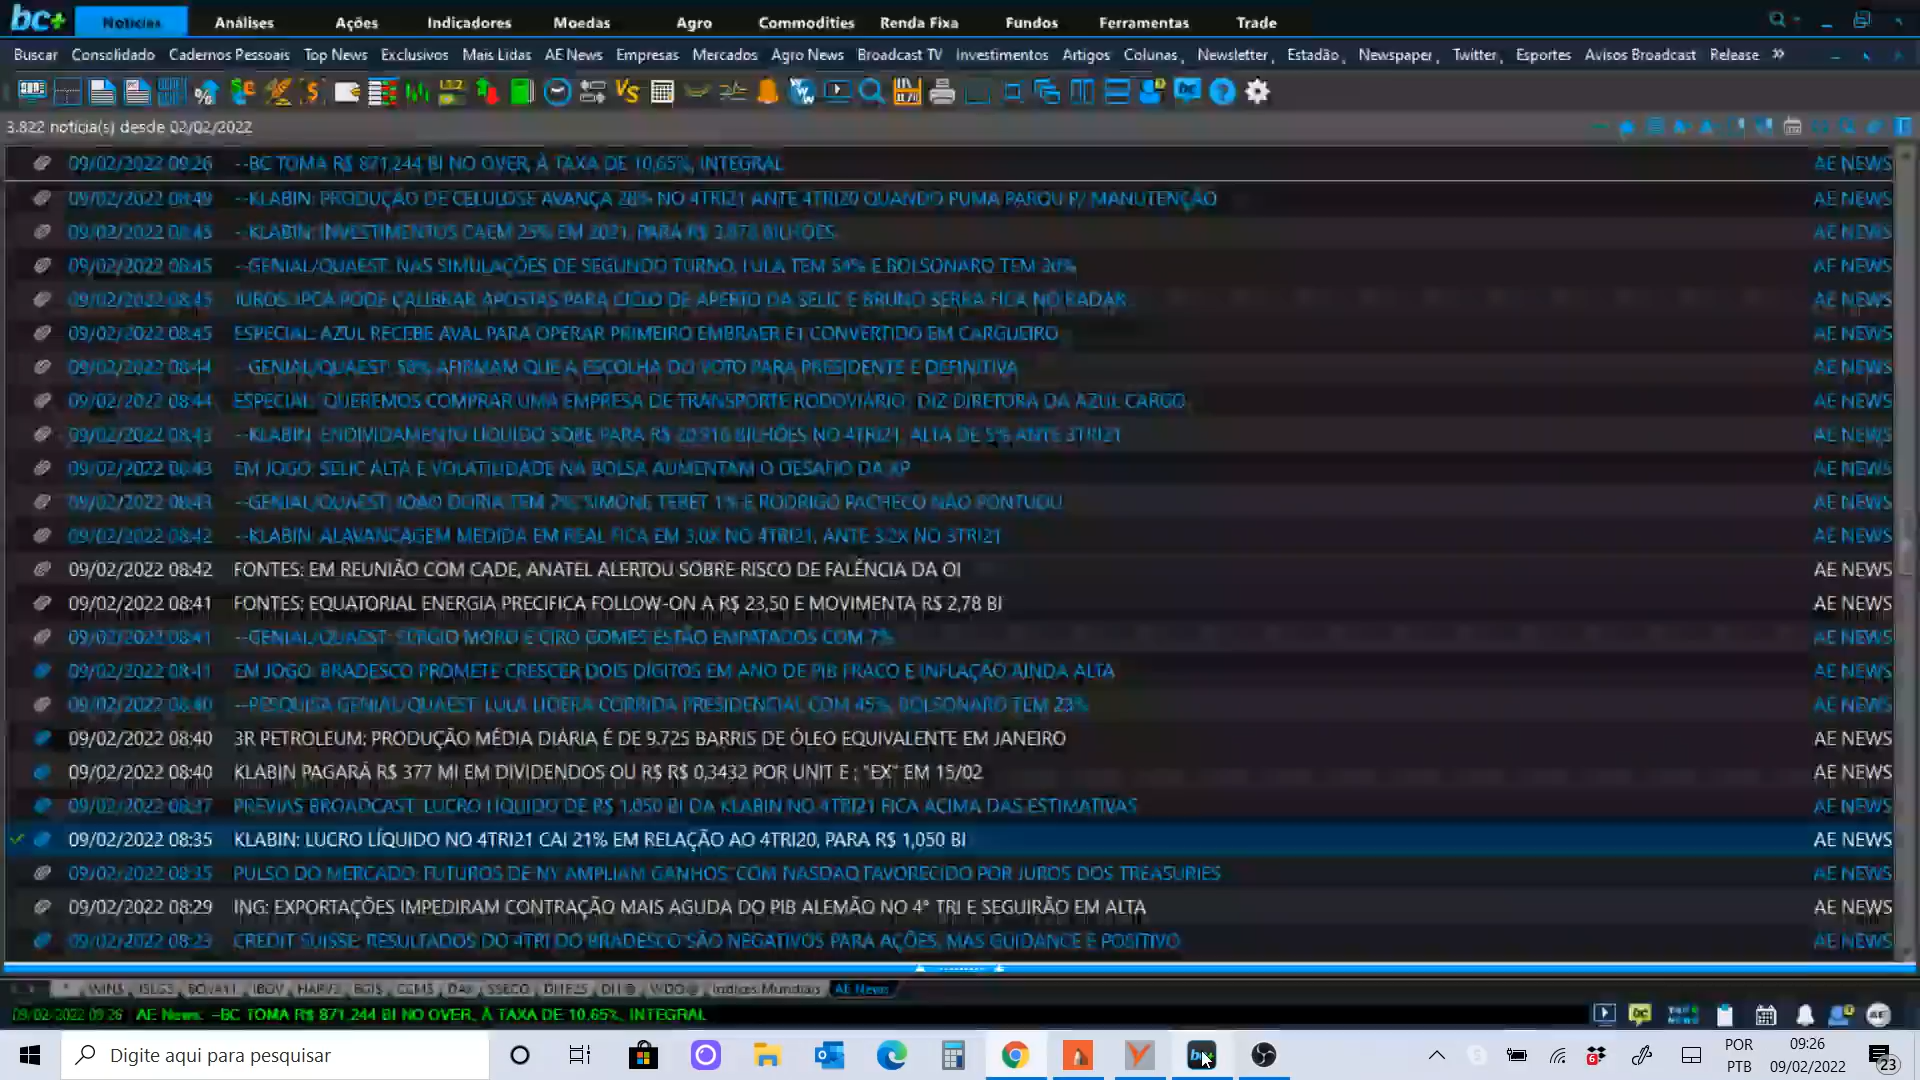 bc+ Notícias Análises Ações Indicadores Moedas Agro Commodities Renda Fixa Fundos Ferramentas Trade
Buscar Consolidado Cadernos Pessoais Top News Exclusivos Mais Lidas AE News Empresas Mercados Agro News Broadcast TV Investimentos Artigos Colunas Newsletter Estadão Newspaper Twitter Esportes Avisos Broadcast Release
3.822 notícia(s) desde 02/02/2022
09/02/2022 09:26 --BC TOMA R$ 871,244 BI NO OVER, À TAXA DE 10,65%, INTEGRAL AE NEWS
09/02/2022 08:49 --KLABIN: PRODUÇÃO DE CELULOSE AVANÇA 28% NO 4TRI21 ANTE 4TRI20 QUANDO PUMA PAROU P/ MANUTENÇÃO AE NEWS
09/02/2022 08:45 --KLABIN: INVESTIMENTOS CAEM 25% EM 2021, PARA R$ BILHÕES AE NEWS
09/02/2022 08:45 --GENIAL/QUAEST: NAS SIMULAÇÕES DE SEGUNDO TURNO, LULA TEM 54% E BOLSONARO TEM 30% AE NEWS
09/02/2022 08:45 JUROS: IPCA PODE CALIBRAR APOSTAS PARA CICLO DE APERTO DA SELIC E BRUNO SERRA FICA NO RADAR AE NEWS
09/02/2022 08:45 ESPECIAL: AZUL RECEBE AVAL PARA OPERAR PRIMEIRO EMBRAER E1 CONVERTIDO EM CARGUEIRO AE NEWS
09/02/2022 08:44 --GENIAL/QUAEST: 58% AFIRMAM QUE A ESCOLHA DO VOTO PARA PRESIDENTE É DEFINITIVA AE NEWS
09/02/2022 08:44 ESPECIAL: QUEREMOS COMPRAR UMA EMPRESA DE TRANSPORTE RODOVIÁRIO, DIZ DIRETORA DA AZUL CARGO AE NEWS
09/02/2022 08:43 --KLABIN: ENDIVIDAMENTO LÍQUIDO SOBE PARA R$ 20,916 BILHÕES NO 4TRI21, ALTA DE 5% ANTE 3TRI21 AE NEWS
09/02/2022 08:43 EM JOGO: SELIC ALTA E VOLATILIDADE NA BOLSA AUMENTAM O DESAFIO DA XP AE NEWS
09/02/2022 08:43 --GENIAL/QUAEST: JOÃO DORIA TEM 2%, SIMONE TEBET 1% E RODRIGO PACHECO NÃO PONTUOU AE NEWS
09/02/2022 08:42 --KLABIN: ALAVANCAGEM MEDIDA EM REAL FICA EM 3,0X NO 4TRI21, ANTE 3,2X NO 3TRI21 AE NEWS
09/02/2022 08:42 FONTES: EM REUNIÃO COM CADE, ANATEL ALERTOU SOBRE RISCO DE FALÊNCIA DA OI AE NEWS
09/02/2022 08:41 FONTES: EQUATORIAL ENERGIA PRECIFICA FOLLOW-ON A R$ 23,50 E MOVIMENTA R$ 2,78 BI AE NEWS
09/02/2022 08:41 --GENIAL/QUAEST: SERGIO MORO E CIRO GOMES ESTÃO EMPATADOS COM 7% AE NEWS
09/02/2022 08:41 EM JOGO: BRADESCO PROMETE CRESCER DOIS DÍGITOS EM ANO DE PIB FRACO E INFLAÇÃO AINDA ALTA AE NEWS
09/02/2022 08:40 --PESQUISA GENIAL/QUAEST: LULA LIDERA CORRIDA PRESIDENCIAL COM 45%, BOLSONARO TEM 23% AE NEWS
09/02/2022 08:40 3R PETROLEUM: PRODUÇÃO MÉDIA DIÁRIA É DE 9.725 BARRIS DE ÓLEO EQUIVALENTE EM JANEIRO AE NEWS
09/02/2022 08:40 KLABIN PAGARÁ R$ 377 MI EM DIVIDENDOS OU R$ R$ 0,3432 POR UNIT E ; "EX" EM 15/02 AE NEWS
09/02/2022 08:37 PRÉVIAS BROADCAST: LUCRO LÍQUIDO DE R$ 1,050 BI DA KLABIN NO 4TRI21 FICA ACIMA DAS ESTIMATIVAS AE NEWS
09/02/2022 08:35 KLABIN: LUCRO LÍQUIDO NO 4TRI21 CAI 21% EM RELAÇÃO AO 4TRI20, PARA R$ 1,050 BI AE NEWS
09/02/2022 08:35 PULSO DO MERCADO: FUTUROS DE NY AMPLIAM GANHOS, COM NASDAQ FAVORECIDO POR JUROS DOS TREASURIES AE NEWS
09/02/2022 08:29 ING: EXPORTAÇÕES IMPEDIRAM CONTRAÇÃO MAIS AGUDA DO PIB ALEMÃO NO 4º TRI E SEGUIRÃO EM ALTA AE NEWS
09/02/2022 08:23 CREDIT SUISSE: RESULTADOS DO 4TRI DO BRADESCO SÃO NEGATIVOS PARA AÇÕES, MAS GUIDANCE É POSITIVO AE NEWS
BOVA11 IBOV Índices Mundiais AE News
09/02/2022 09:26 AE News: --BC TOMA R$ 871,244 BI NO OVER, À TAXA DE 10,65%, INTEGRAL
Digite aqui para pesquisar
POR
PTB
09:26
09/02/2022
23